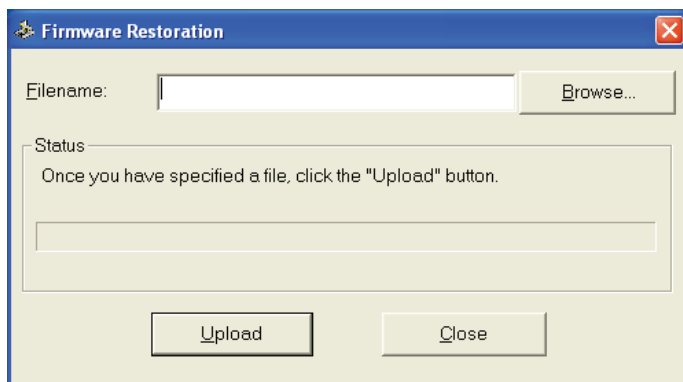 Firmware Restoration
Filename:
Browse...
Status
Once you have specified a file, click the "Upload" button.
Upload
Close